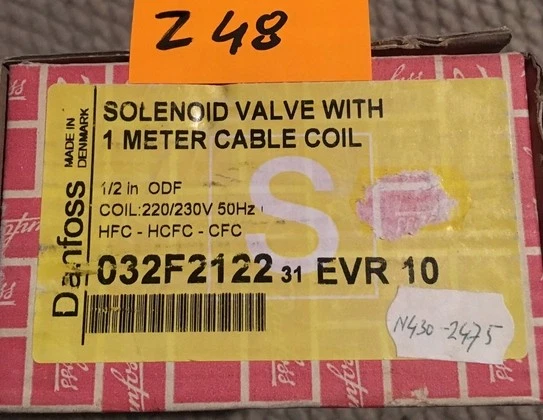 Z 48
SOLENOID VALVE WITH
1 METER CABLE COIL
MADE IN
DENMARK
Danfoss
1/2 in ODF
COIL:220/230V 50Hz
HFC - HCFC - CFC
S
032F2122 31 EVR 10
N430-2475